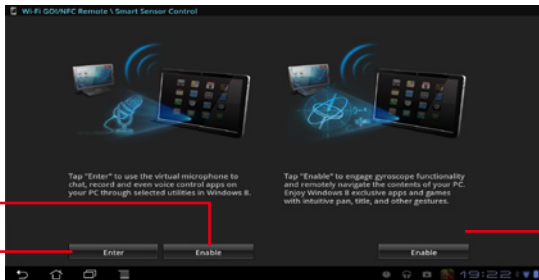 Wi-Fi GO!/NFC Remote \ Smart Sensor Control
Tap "Enter" to use the virtual microphone to
chat, record and even voice control apps on
your PC through selected utilities in Windows 8.
Tap "Enable" to engage gyroscope functionality
and remotely navigate the contents of your PC.
Enjoy Windows 8 exclusive apps and games
with intuitive pan, title, and other gestures.
Enter
Enable
Enable
19:22